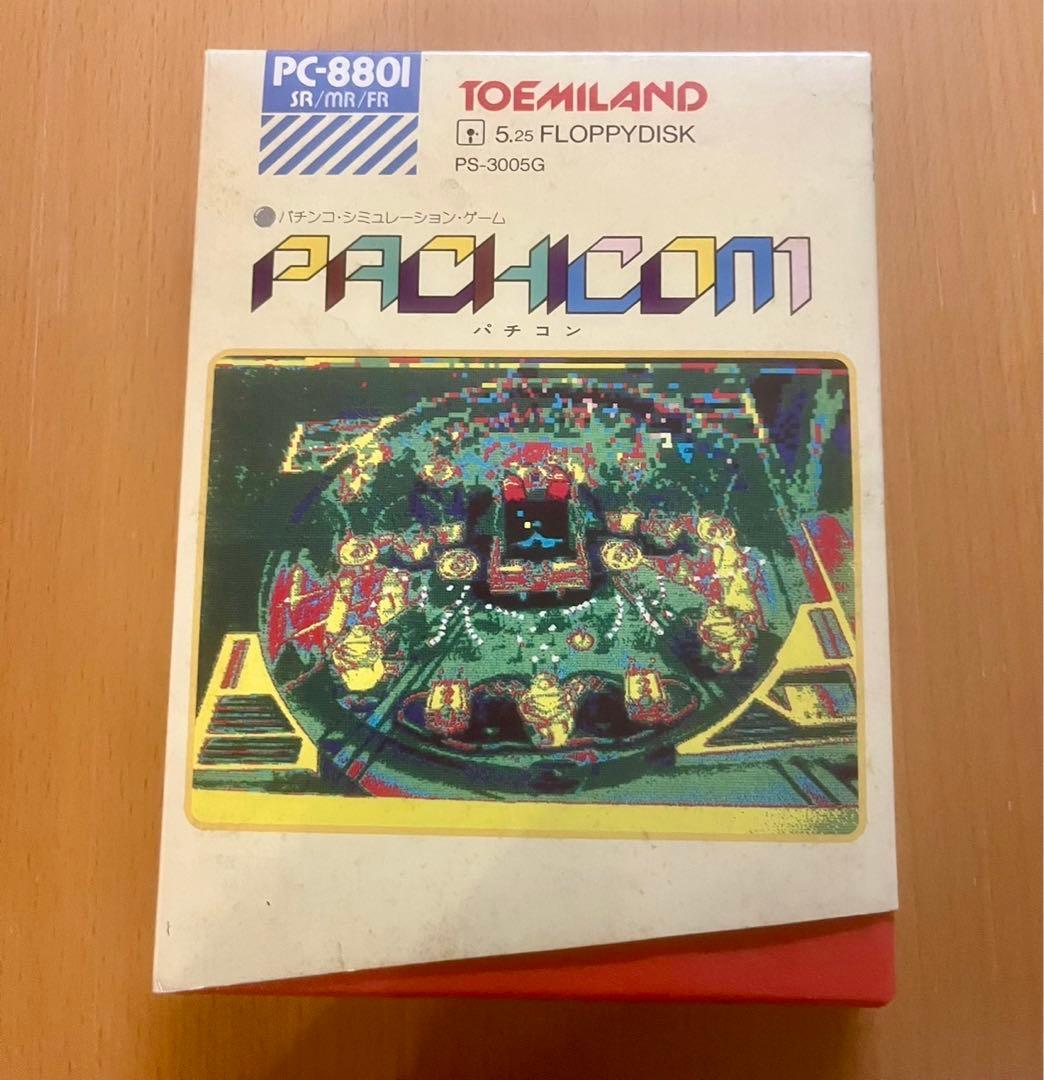 PC-8801
SR/MR/FR
TOEMILAND
5.25 FLOPPYDISK
PS-3005G
パチンコ・シミュレーション・ゲーム
PACHICOM
パチコン